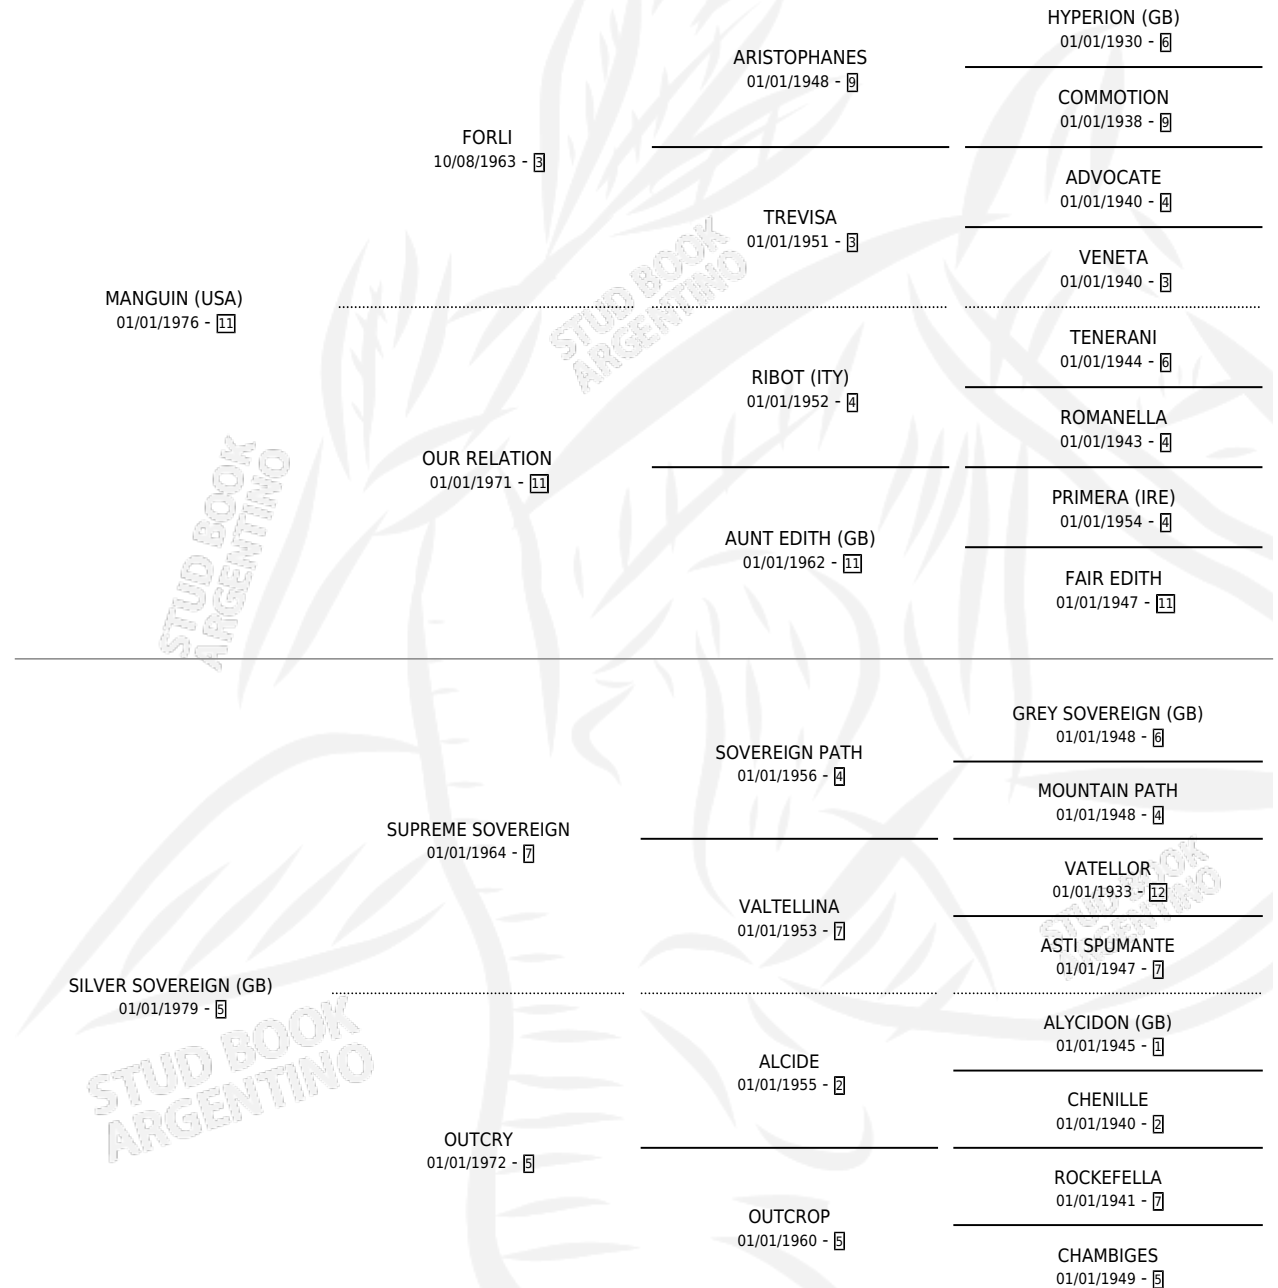 HYPERION (GB)
01/01/1930 - 6
ARISTOPHANES
01/01/1948 - 9
COMMOTION
01/01/1938 - 9
FORLI
10/08/1963 - 3
ADVOCATE
01/01/1940 - 4
TREVISA
01/01/1951 - 3
VENETA
01/01/1940 - 3
MANGUIN (USA)
01/01/1976 - 11
TENERANI
01/01/1944 - 6
RIBOT (ITY)
01/01/1952 - 4
ROMANELLA
01/01/1943 - 4
OUR RELATION
01/01/1971 - 11
PRIMERA (IRE)
01/01/1954 - 4
AUNT EDITH (GB)
01/01/1962 - 11
FAIR EDITH
01/01/1947 - 11
GREY SOVEREIGN (GB)
01/01/1948 - 6
SOVEREIGN PATH
01/01/1956 - 4
MOUNTAIN PATH
01/01/1948 - 4
SUPREME SOVEREIGN
01/01/1964 - 7
VATELLOR
01/01/1933 - 12
VALTELLINA
01/01/1953 - 7
ASTI SPUMANTE
01/01/1947 - 7
SILVER SOVEREIGN (GB)
01/01/1979 - 5
ALYCIDON (GB)
01/01/1945 - 1
ALCIDE
01/01/1955 - 2
CHENILLE
01/01/1940 - 2
OUTCRY
01/01/1972 - 5
ROCKEFELLA
01/01/1941 - 7
OUTCROP
01/01/1960 - 5
CHAMBIGES
01/01/1949 - 5
STUD BOOK
ARGENTINO
STUD BOOK
ARGENTINO
STUD BOOK
ARGENTINO
STUD BOOK
ARGENTINO